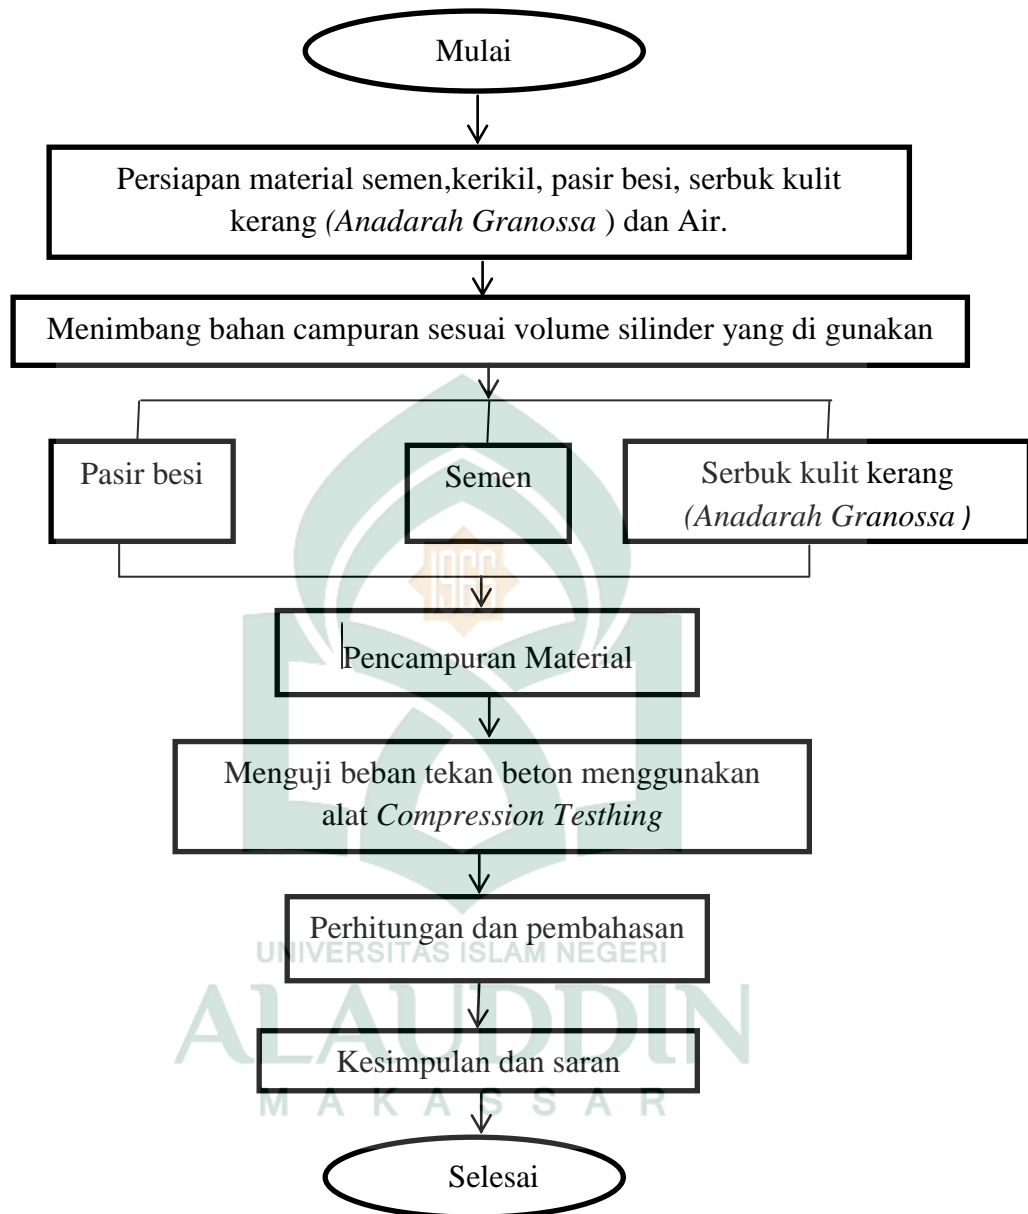 Mulai
Persiapan material semen,kerikil, pasir besi, serbuk kulit
kerang (Anadarah Granossa ) dan Air.
Menimbang bahan campuran sesuai volume silinder yang di gunakan
Pasir besi
Semen
Serbuk kulit kerang
(Anadarah Granossa )
1965
Pencampuran Material
Menguji beban tekan beton menggunakan
alat Compression Testhing
Perhitungan dan pembahasan
UNIVERSITAS ISLAM NEGERI
ALAUDDIN
Kesimpulan dan saran
MAKASSAR
Selesai